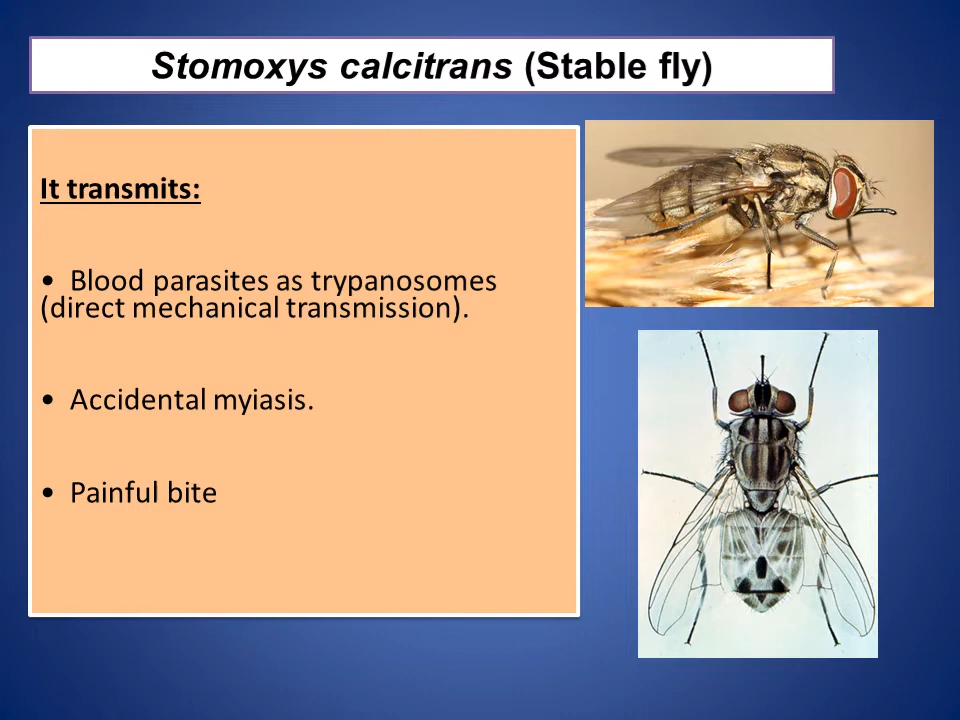 Stomoxys calcitrans (Stable fly)
It transmits:
• Blood parasites as trypanosomes
(direct mechanical transmission).
• Accidental myiasis.
• Painful bite